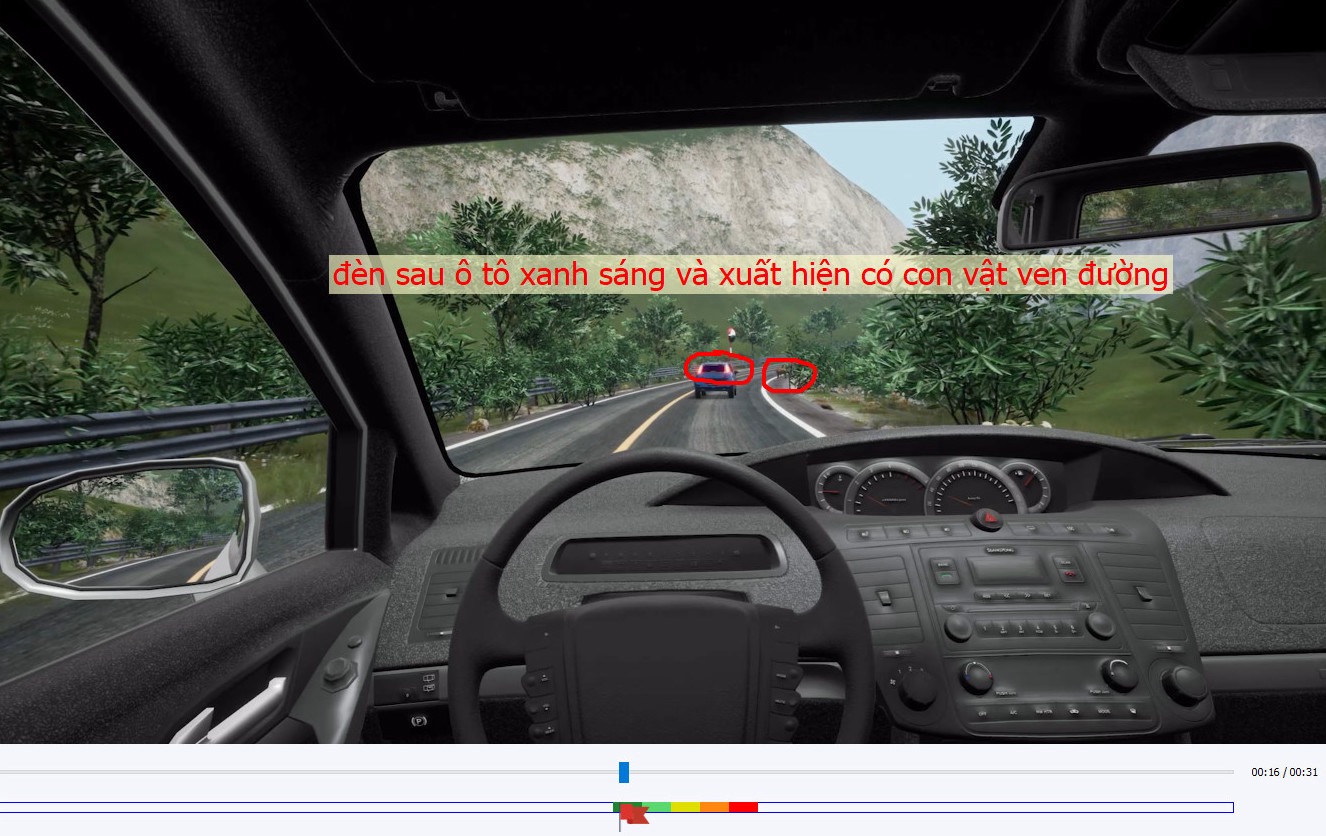 đèn sau ô tô xanh sáng và xuất hiện có con vật ven đường
00:16 / 00:31